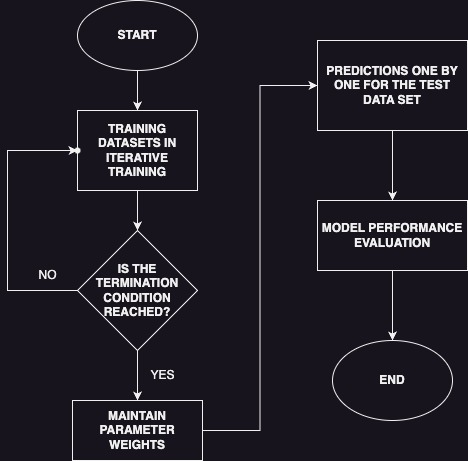 START
TRAINING
DATASETS IN
ITERATIVE
TRAINING
IS THE
TERMINATION
CONDITION
REACHED?
NO
YES
MAINTAIN
PARAMETER
WEIGHTS
PREDICTIONS ONE BY
ONE FOR THE TEST
DATA SET
MODEL PERFORMANCE
EVALUATION
END